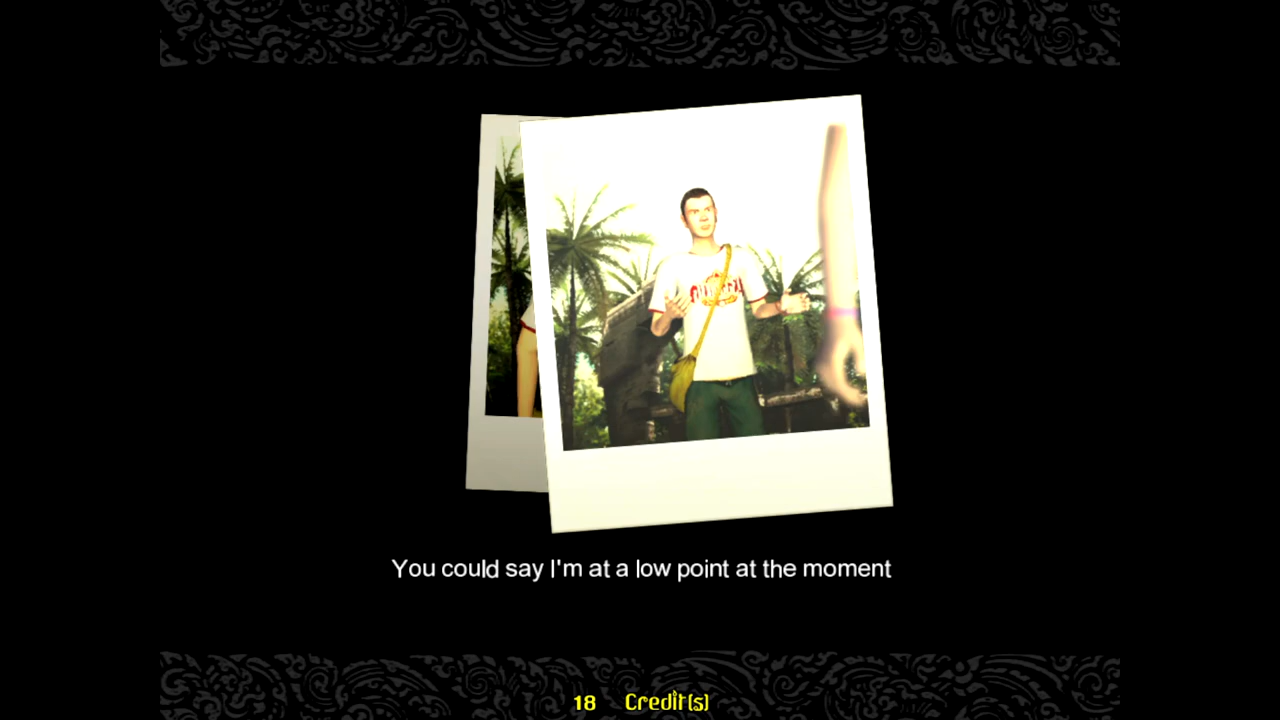 You could say I'm at a low point at the moment
18 Credit(s)